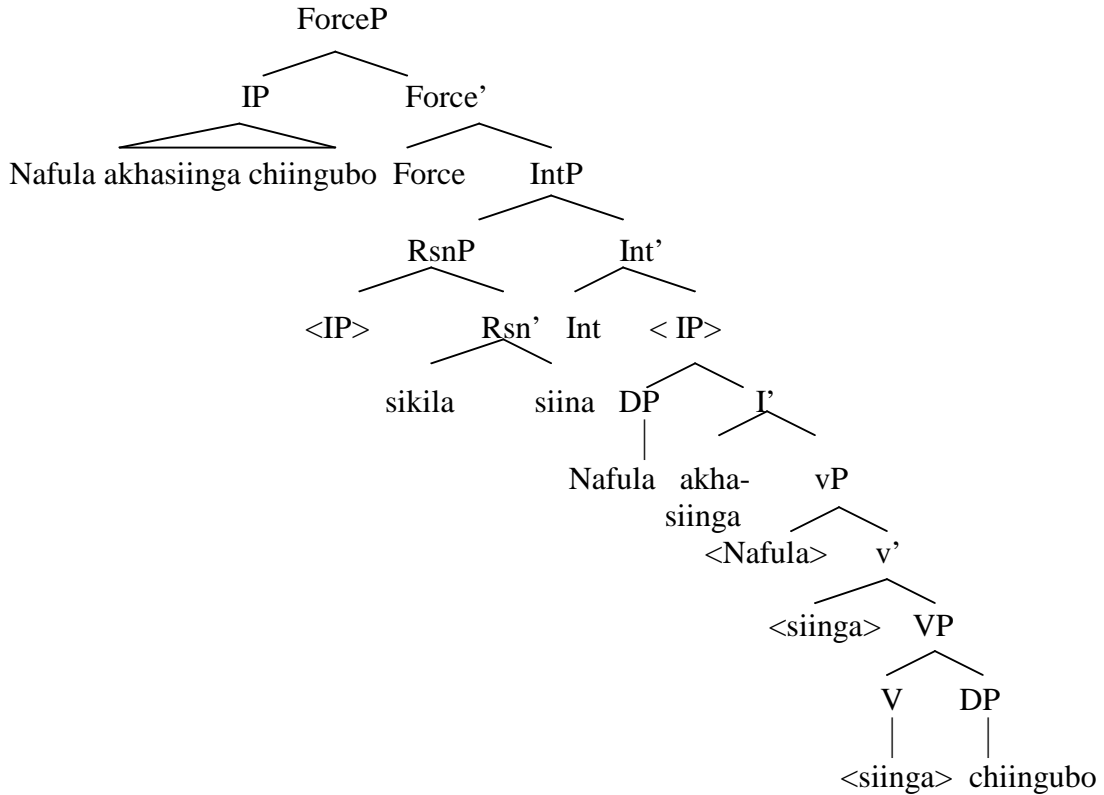 ForceP
IP Force’
Nafula akhasiinga chiingubo Force IntP
RsnP Int’
<IP> Rsn’ Int < IP>
sikila siina DP I’
Nafula akha- vP
siinga
<Nafula> v’
<siinga> VP
V DP
<siinga> chiingubo